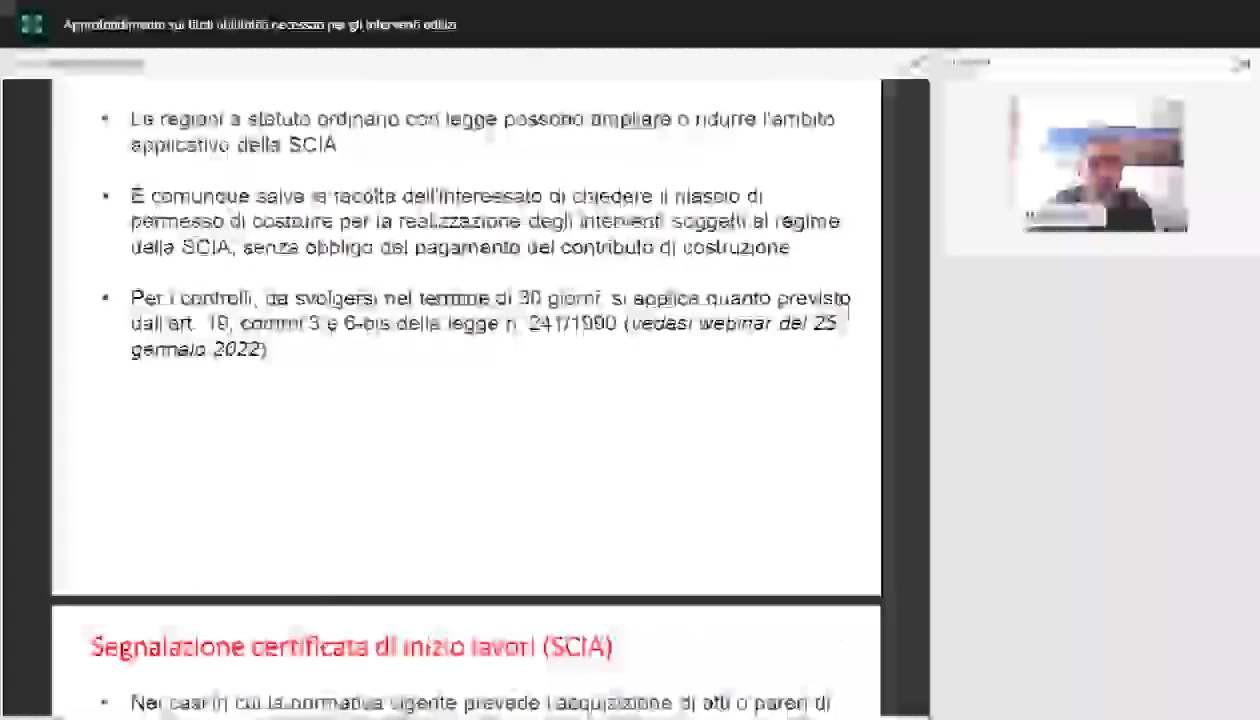 Approfondimento sui titoli abilitativi necessari per gli interventi edilizi
• Le regioni a statuto ordinario con legge possono ampliare o ridurre l'ambito
applicativo della SCIA
• È comunque salva la facoltà dell'interessato di chiedere il rilascio di
permesso di costruire per la realizzazione degli interventi soggetti al regime
della SCIA, senza obbligo del pagamento del contributo di costruzione
• Per i controlli, da svolgersi nel termine di 30 giorni, si applica quanto previsto
dall'art. 19, commi 3 e 6-bis della legge n. 241/1990 (vedasi webinar del 25
gennaio 2022)
Segnalazione certificata di inizio lavori (SCIA)
• Nei casi in cui la normativa vigente prevede l'acquisizione di atti o pareri di